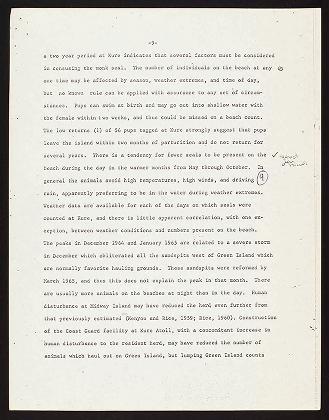 -9-
a two year period at Kure indicates that several factors must be considered
in censusing the monk seal. The number of individuals on the beach at any
one time may be affected by season, weather extremes, and time of day,
but no known rule can be applied with assurance to any set of circum-
stances. Pups can swim at birth and may go out into shallow water with
the female within two weeks, and thus could be missed on a beach count.
The low returns (1) of 56 pups tagged at Kure strongly suggest that pups
leave the island within two months of parturition and do not return for
several years. There is a tendency for fewer seals to be present on the
beach during the day in the warmer months from May through October. In
general the animals avoid high temperatures, high winds, and driving
rain, apparently preferring to be in the water during weather extremes.
Weather data are available for each of the days on which seals were
counted at Kure, and there is little apparent correlation, with one ex-
ception, between weather conditions and numbers present on the beach.
The peaks in December 1964 and January 1965 are related to a severe storm
in December which obliterated all the sandspits west of Green Island which
are normally favorite hauling grounds. These sandspits were reformed by
March 1965, and thus this does not explain the peak in that month. There
are usually more animals on the beaches at night than in the day. Human
disturbance at Midway Island may have reduced the herd even further from
that previously estimated (Kenyon and Rice, 1959; Rice, 1960). Construction
of the Coast Guard facility at Kure Atoll, with a concomitant increase in
human disturbance to the resident herd, may have reduced the number of
animals which haul out on Green Island, but lumping Green Island counts